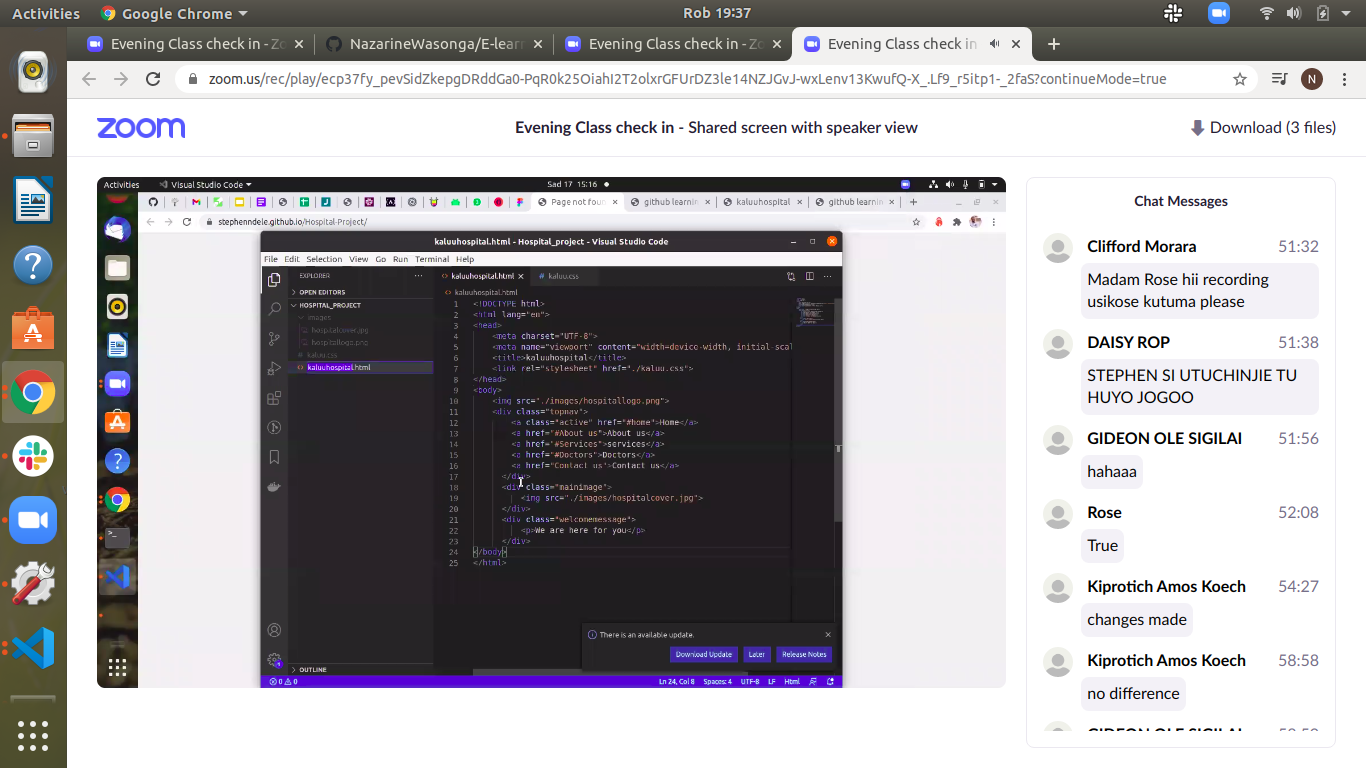 Activities
Google Chrome
Rob 19:37
Evening Class check in - Zo
NazarineWasonga/E-lear
Evening Class check in - Zo
Evening Class check in
zoom.us/rec/play/ecp37fy_pevSidZkepgDRddGa0-PqR0k25OiahI2T2olxrGFUrDZ3le14NZJGvJ-wxLenv13KwufQ-X_.Lf9_r5itp1-_2faS?continueMode=true
N
zoom
Evening Class check in - Shared screen with speaker view
Download (3 files)
Activities
Visual Studio Code
Sad 17 15:16
Page not foun
github learnin
kaluuhospital
github learnin
stephenndele.github.io/Hospital-Project/
kaluuhospital.html - Hospital_project - Visual Studio Code
File Edit Selection View Go Run Terminal Help
EXPLORER
OPEN EDITORS
HOSPITAL_PROJECT
images
hospitalcover.jpg
hospitallogo.png
kaluu.css
kaluuhospital.html
OUTLINE
kaluuhospital.html
kaluu.css
kaluuhospital.html
1 <!DOCTYPE html>
2 <html lang="en">
3 <head>
4 <meta charset="UTF-8">
5 <meta name="viewport" content="width=device-width, initial-scal
6 <title>kaluuhospital</title>
7 <link rel="stylesheet" href="./kaluu.css">
8 </head>
9 <body>
10 <img src="./images/hospitallogo.png">
11 <div class="topnav">
12 <a class="active" href="#home">Home</a>
13 <a href="#About us">About us</a>
14 <a href="#Services">services</a>
15 <a href="#Doctors">Doctors</a>
16 <a href="Contact us">Contact us</a>
17 </div>
18 <div class="mainimage">
19 <img src="./images/hospitalcover.jpg">
20 </div>
21 <div class="welcomemessage">
22 <p>We are here for you</p>
23 </div>
24 </body>
25 </html>
There is an available update.
Download Update
Later
Release Notes
0 0
Ln 24, Col 8 Spaces: 4 UTF-8 LF Html
Chat Messages
Clifford Morara 51:32
Madam Rose hii recording
usikose kutuma please
DAISY ROP 51:38
STEPHEN SI UTUCHINJIE TU
HUYO JOGOO
GIDEON OLE SIGILAI 51:56
hahaaa
Rose 52:08
True
Kiprotich Amos Koech 54:27
changes made
Kiprotich Amos Koech 58:58
no difference
GIDEON OLE SIGILAI